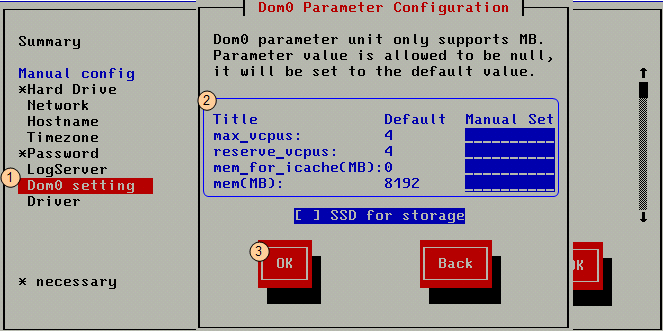 Summary
Manual config
*Hard Drive
Network
Hostname
Timezone
*Password
LogServer
1
Dom0 setting
Driver
* necessary
Dom0 Parameter Configuration
Dom0 parameter unit only supports MB.
Parameter value is allowed to be null,
it will be set to the default value.
2
Title Default Manual Set
max_vcpus: 4
reserve_vcpus: 4
mem_for_icache(MB):0
mem(MB): 8192
[ ] SSD for storage
3
OK Back
OK